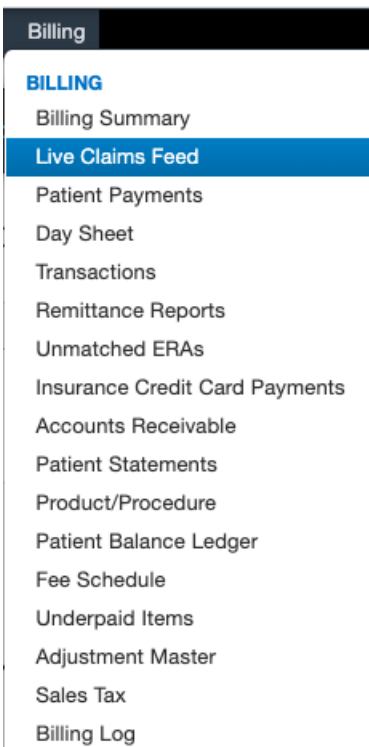 Billing
BILLING
Billing Summary
Live Claims Feed
Patient Payments
Day Sheet
Transactions
Remittance Reports
Unmatched ERAs
Insurance Credit Card Payments
Accounts Receivable
Patient Statements
Product/Procedure
Patient Balance Ledger
Fee Schedule
Underpaid Items
Adjustment Master
Sales Tax
Billing Log